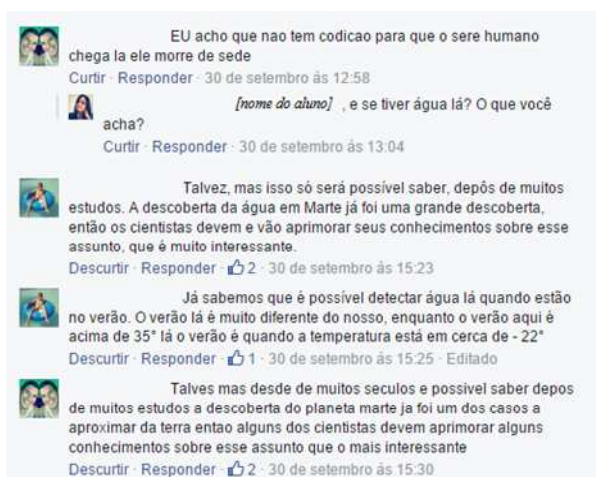 EU acho que nao tem codicao para que o sere humano
chega la ele morre de sede
Curtir · Responder · 30 de setembro às 12:58
[nome do aluno] , e se tiver água lá? O que você
acha?
Curtir · Responder · 30 de setembro às 13:04
Talvez, mas isso só será possível saber, depôs de muitos
estudos. A descoberta da água em Marte já foi uma grande descoberta,
então os cientistas devem e vão aprimorar seus conhecimentos sobre esse
assunto, que é muito interessante.
Descurtir · Responder · 2 · 30 de setembro às 15:23
Já sabemos que é possível detectar água lá quando estão
no verão. O verão lá é muito diferente do nosso, enquanto o verão aqui é
acima de 35° lá o verão é quando a temperatura está em cerca de - 22°
Descurtir · Responder · 1 · 30 de setembro às 15:25 · Editado
Talves mas desde de muitos seculos e possivel saber depos
de muitos estudos a descoberta do planeta marte ja foi um dos casos a
aproximar da terra entao alguns dos cientistas devem aprimorar alguns
conhecimentos sobre esse assunto que o mais interessante
Descurtir · Responder · 2 · 30 de setembro às 15:30